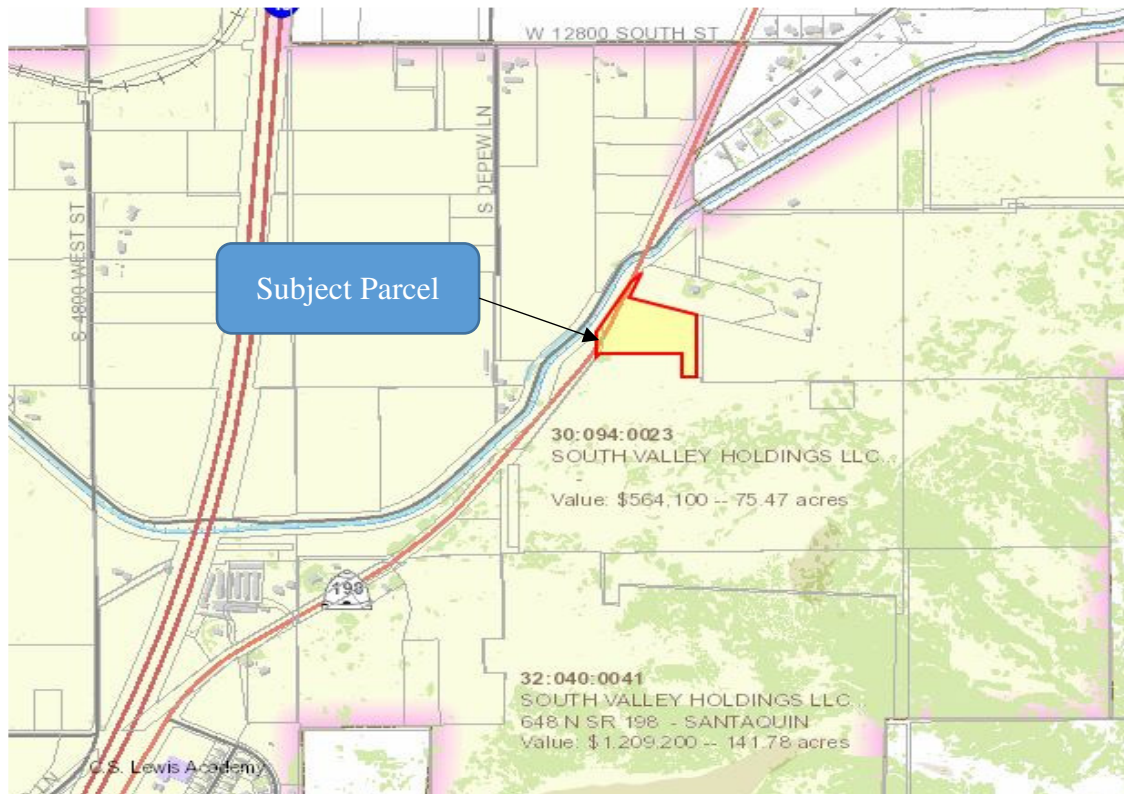 W 12800 SOUTH ST
S DEPEW LN
S 4800 WEST ST
Subject Parcel
30:094:0023
SOUTH VALLEY HOLDINGS LLC
Value: $564,100 -- 75.47 acres
198
32:040:0041
SOUTH VALLEY HOLDINGS LLC
648 N SR 198 - SANTAQUIN
Value: $1,209,200 -- 141.78 acres
C.S. Lewis Academy